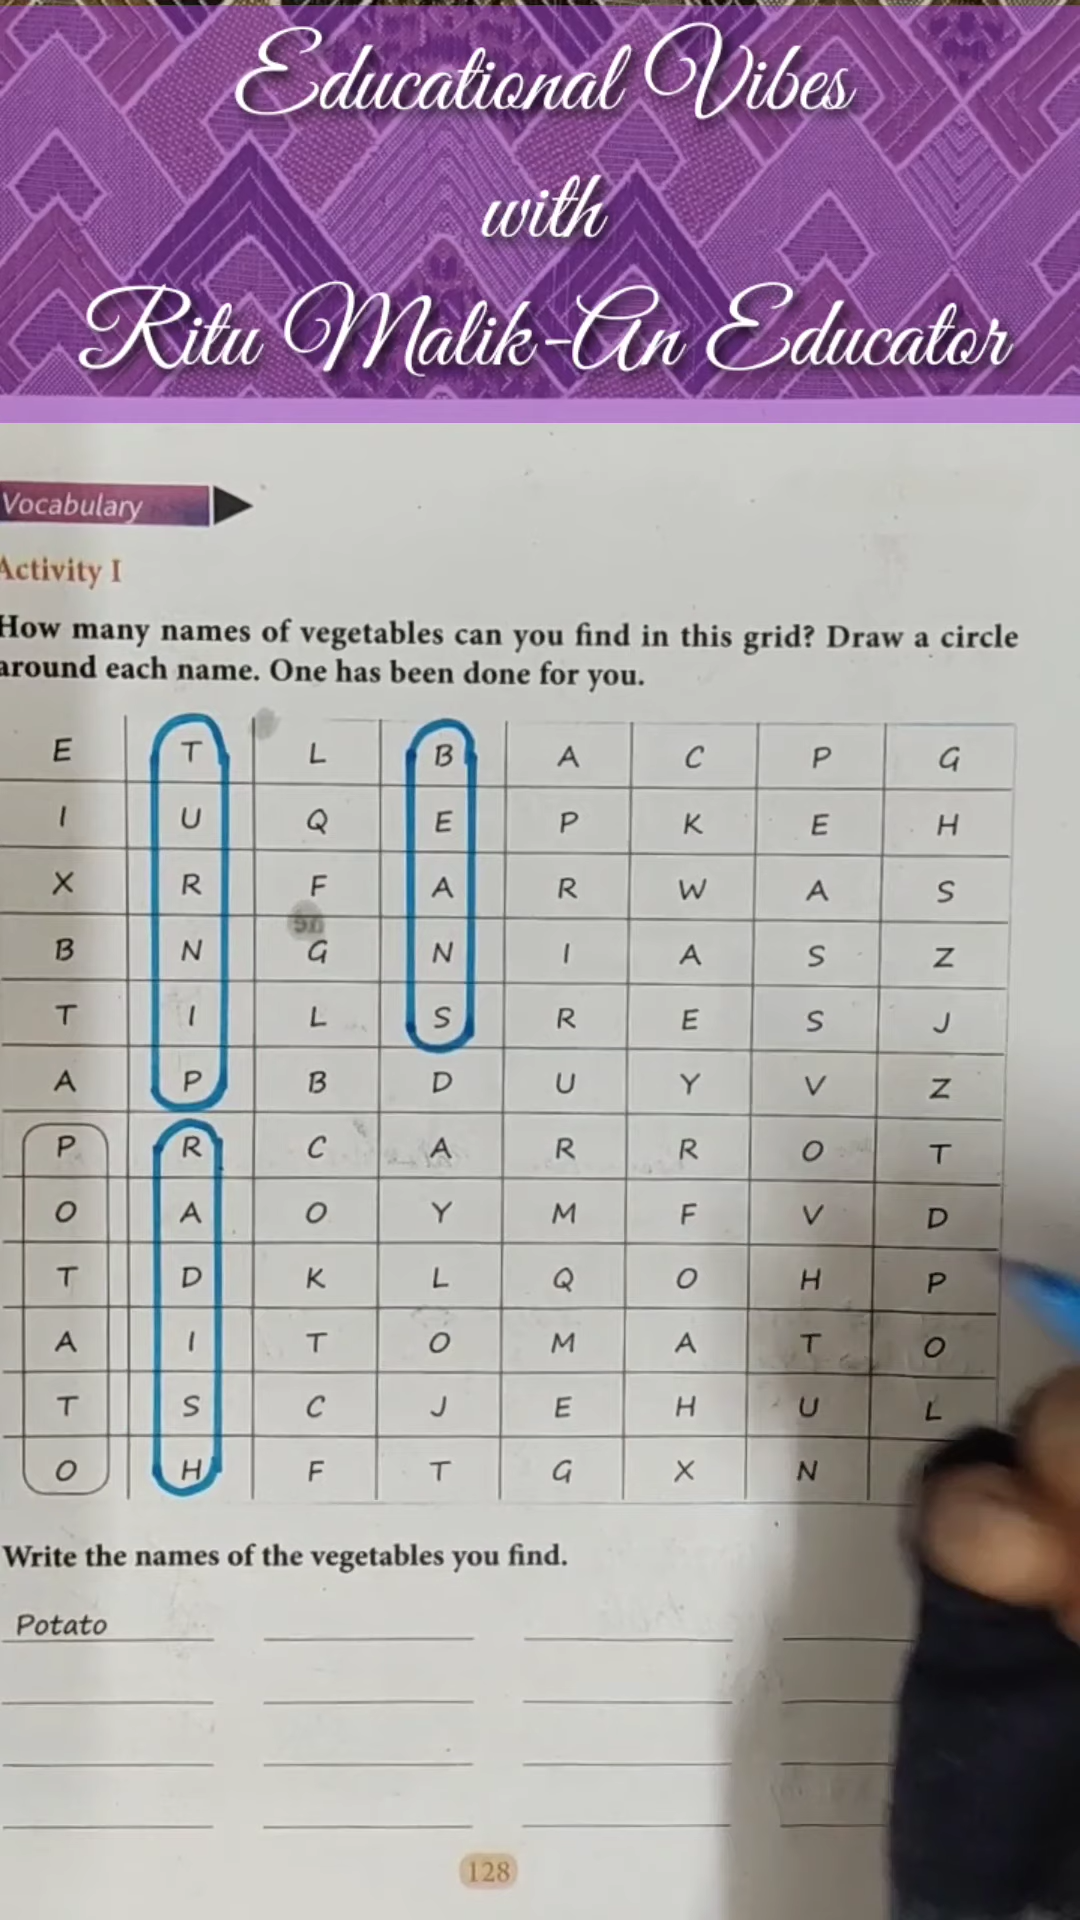 Educational Vibes
with
Ritu Malik-An Educator
Vocabulary
Activity I
How many names of vegetables can you find in this grid? Draw a circle
around each name. One has been done for you.
E T L B A C P G
I U Q E P K E H
X R F A R W A S
B N G N I A S Z
T I L S R E S J
A P B D U Y V Z
P R C A R R O T
O A O Y M F V D
T D K L Q O H P
A I T O M A T O
T S C J E H U L
O H F T G X N
Write the names of the vegetables you find.
Potato
128